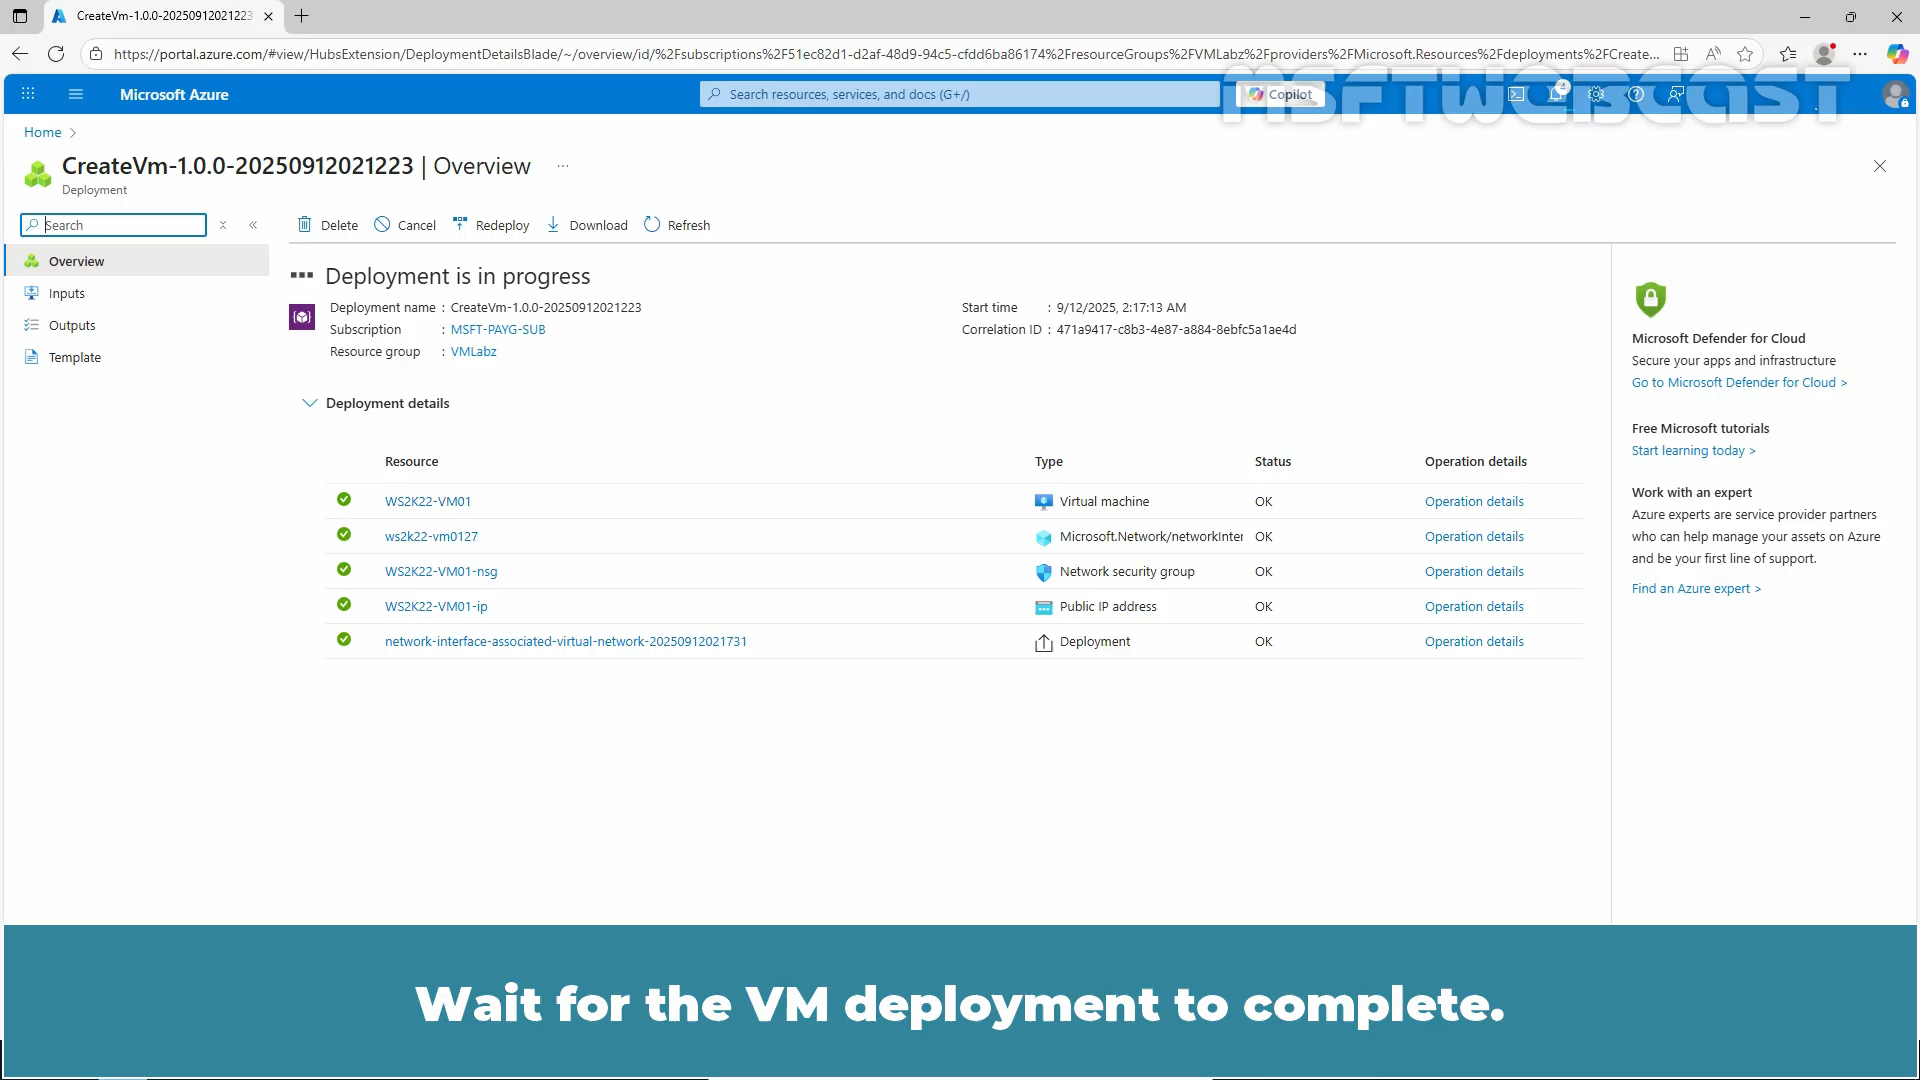 CreateVm-1.0.0-20250912021223
https://portal.azure.com/#view/HubsExtension/DeploymentDetailsBlade/~/overview/id/%2Fsubscriptions%2F51ec82d1-d2af-48d9-94c5-cfdd6ba86174%2FresourceGroups%2FVMLabz%2Fproviders%2FMicrosoft.Resources%2Fdeployments%2FCreate...
Microsoft Azure
Search resources, services, and docs (G+/)
Copilot
4
MSFTWEBCAST
Home
CreateVm-1.0.0-20250912021223 | Overview ...
Deployment
Search
Delete
Cancel
Redeploy
Download
Refresh
Overview
Inputs
Outputs
Template
Deployment is in progress
Deployment name : CreateVm-1.0.0-20250912021223
Subscription : MSFT-PAYG-SUB
Resource group : VMLabz
Start time : 9/12/2025, 2:17:13 AM
Correlation ID : 471a9417-c8b3-4e87-a884-8ebfc5a1ae4d
Deployment details
Resource Type Status Operation details
WS2K22-VM01 Virtual machine OK Operation details
ws2k22-vm0127 Microsoft.Network/networkInter OK Operation details
WS2K22-VM01-nsg Network security group OK Operation details
WS2K22-VM01-ip Public IP address OK Operation details
network-interface-associated-virtual-network-20250912021731 Deployment OK Operation details
Microsoft Defender for Cloud
Secure your apps and infrastructure
Go to Microsoft Defender for Cloud >
Free Microsoft tutorials
Start learning today >
Work with an expert
Azure experts are service provider partners
who can help manage your assets on Azure
and be your first line of support.
Find an Azure expert >
Wait for the VM deployment to complete.